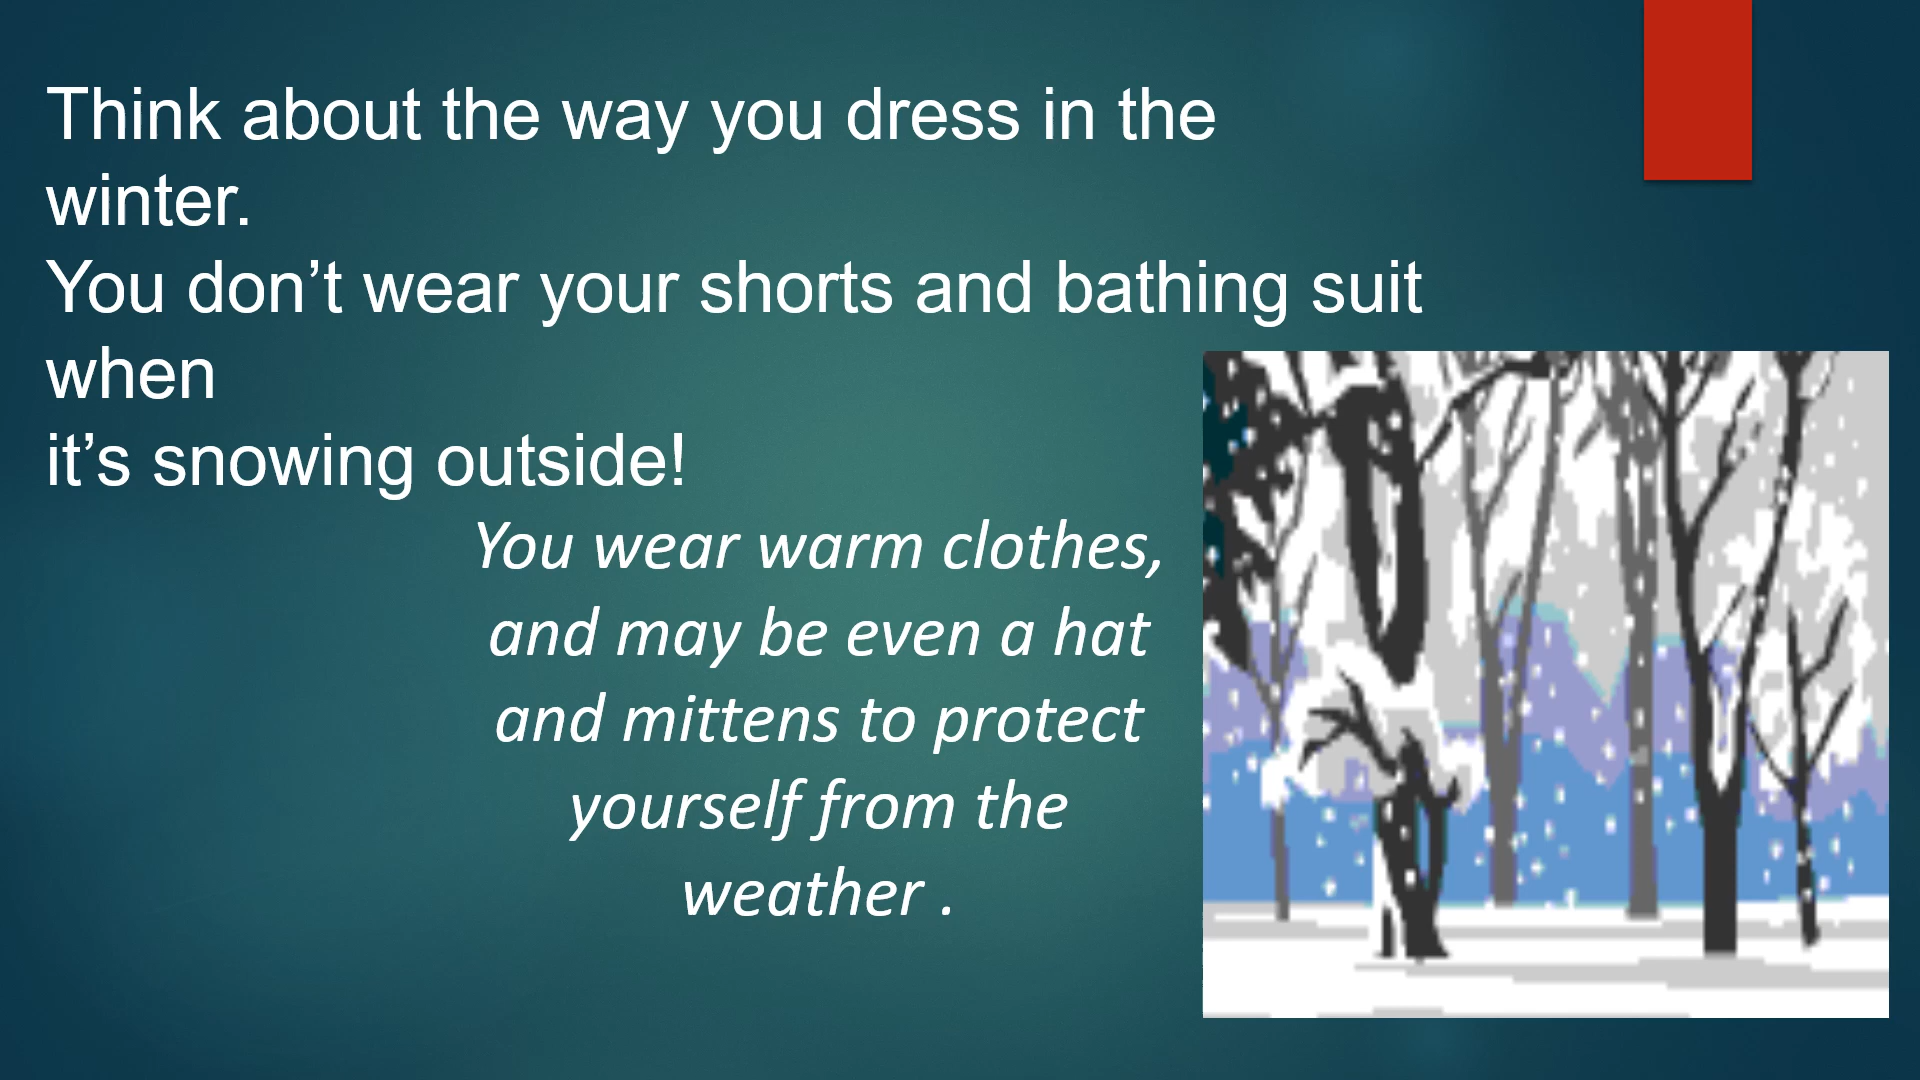 Think about the way you dress in the
winter.
You don’t wear your shorts and bathing suit
when
it’s snowing outside!
You wear warm clothes,
and may be even a hat
and mittens to protect
yourself from the
weather .